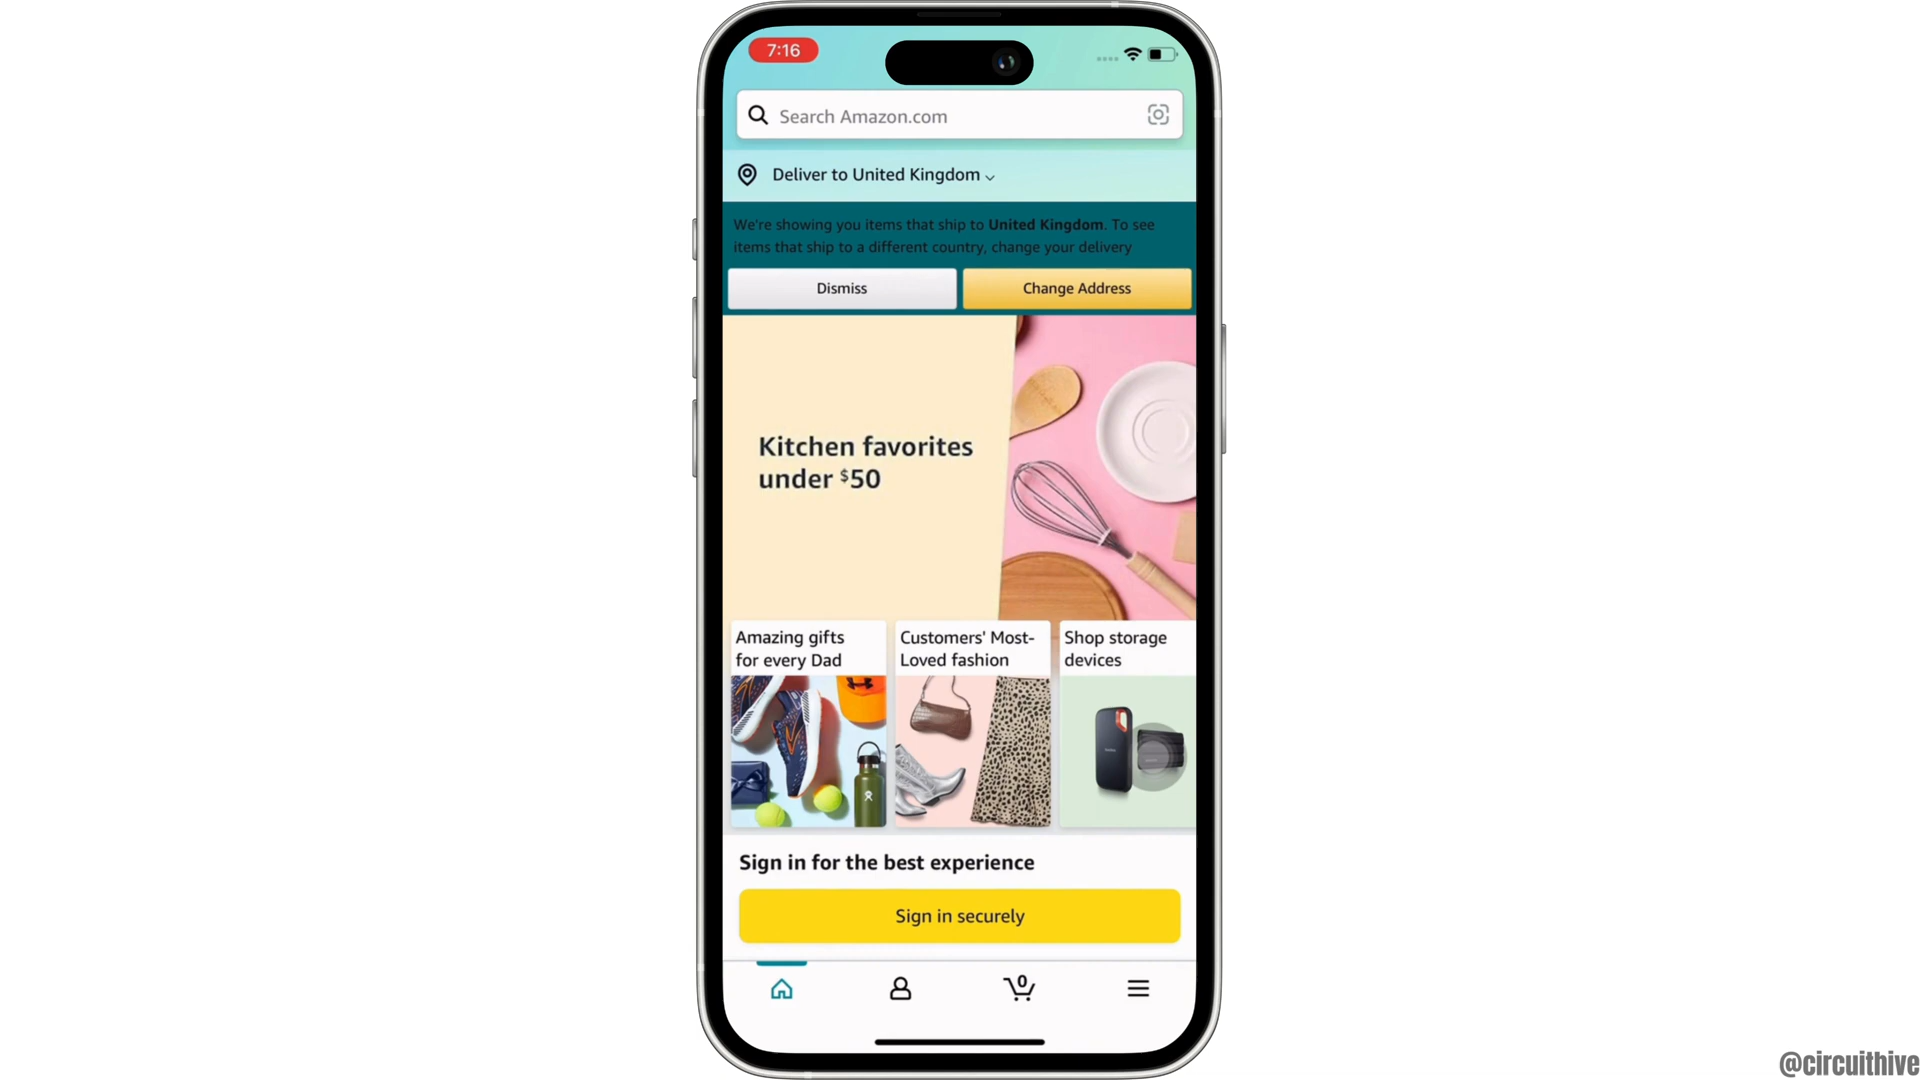 7:16
Search Amazon.com
Deliver to United Kingdom
We're showing you items that ship to United Kingdom. To see
items that ship to a different country, change your delivery
Dismiss
Change Address
Kitchen favorites
under $50
Amazing gifts
for every Dad
Customers' Most-
Loved fashion
Shop storage
devices
Sign in for the best experience
Sign in securely
0
@circuithive